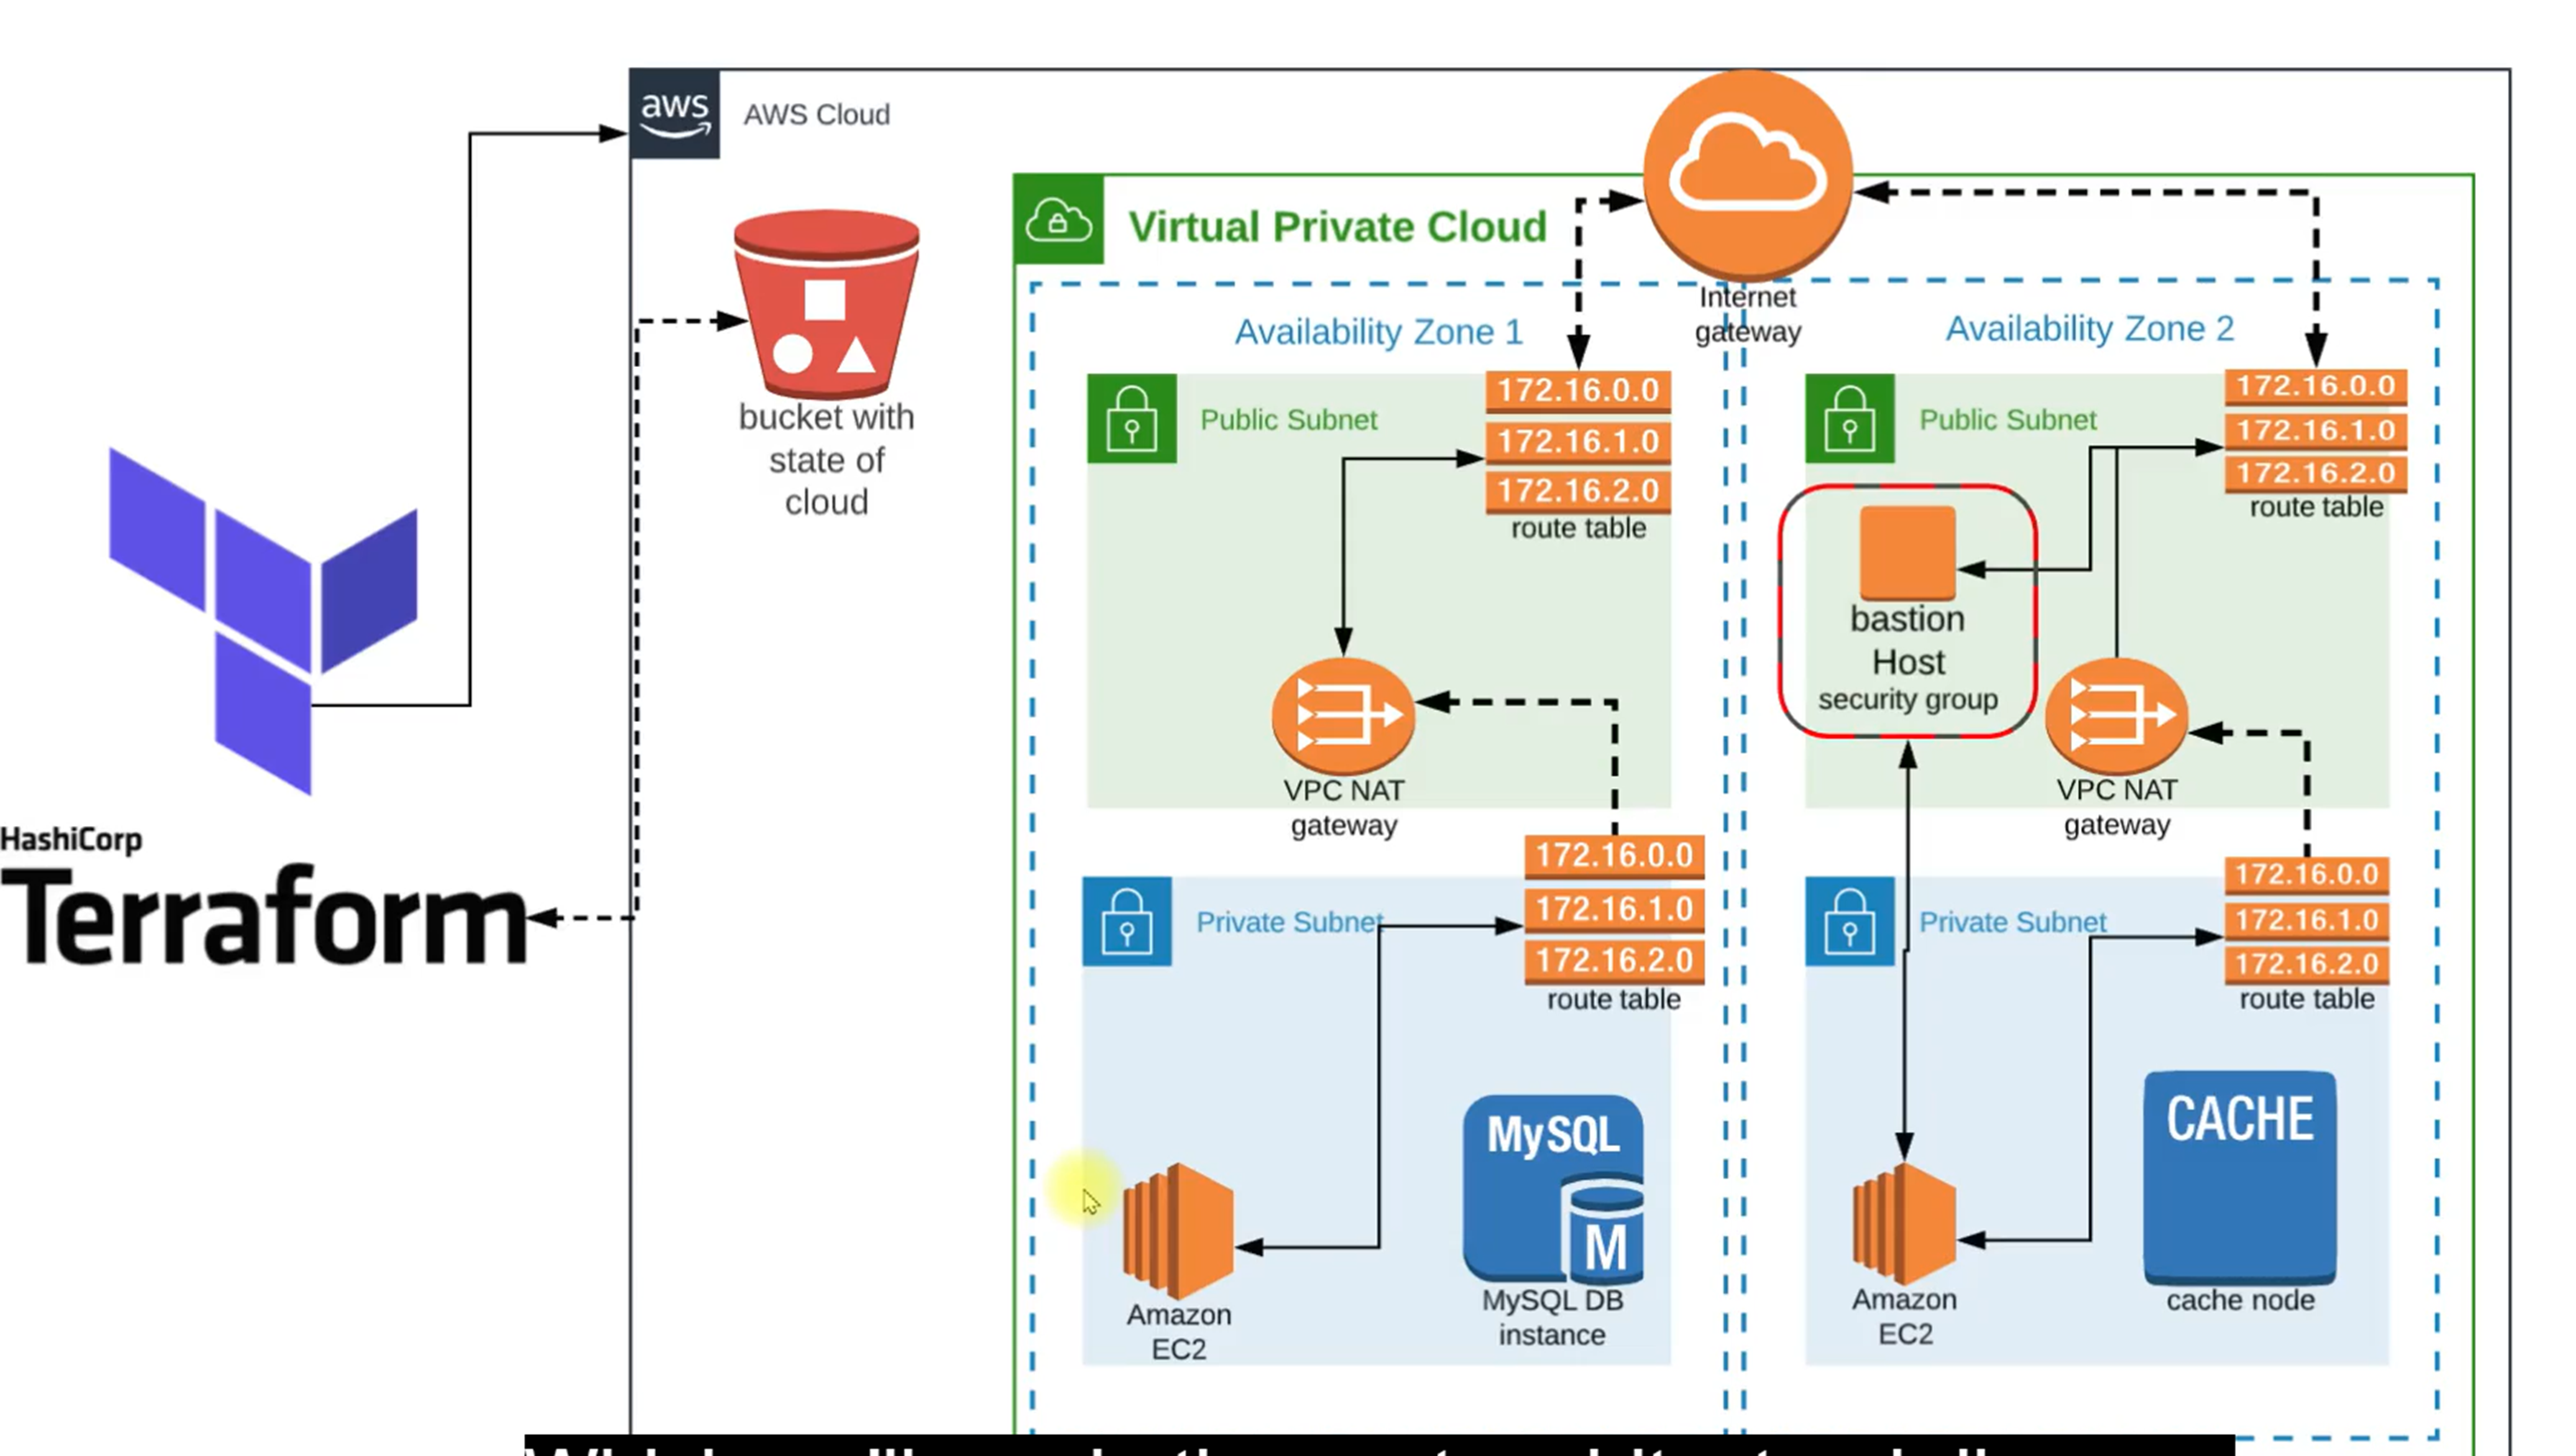 aws
AWS Cloud
bucket with
state of
cloud
HashiCorp
Terraform
Virtual Private Cloud
Internet
gateway
Availability Zone 1
Public Subnet
172.16.0.0
172.16.1.0
172.16.2.0
route table
VPC NAT
gateway
Private Subnet
172.16.0.0
172.16.1.0
172.16.2.0
route table
Amazon
EC2
MySQL
M
MySQL DB
instance
Availability Zone 2
Public Subnet
172.16.0.0
172.16.1.0
172.16.2.0
route table
bastion
Host
security group
VPC NAT
gateway
Private Subnet
172.16.0.0
172.16.1.0
172.16.2.0
route table
Amazon
EC2
CACHE
cache node